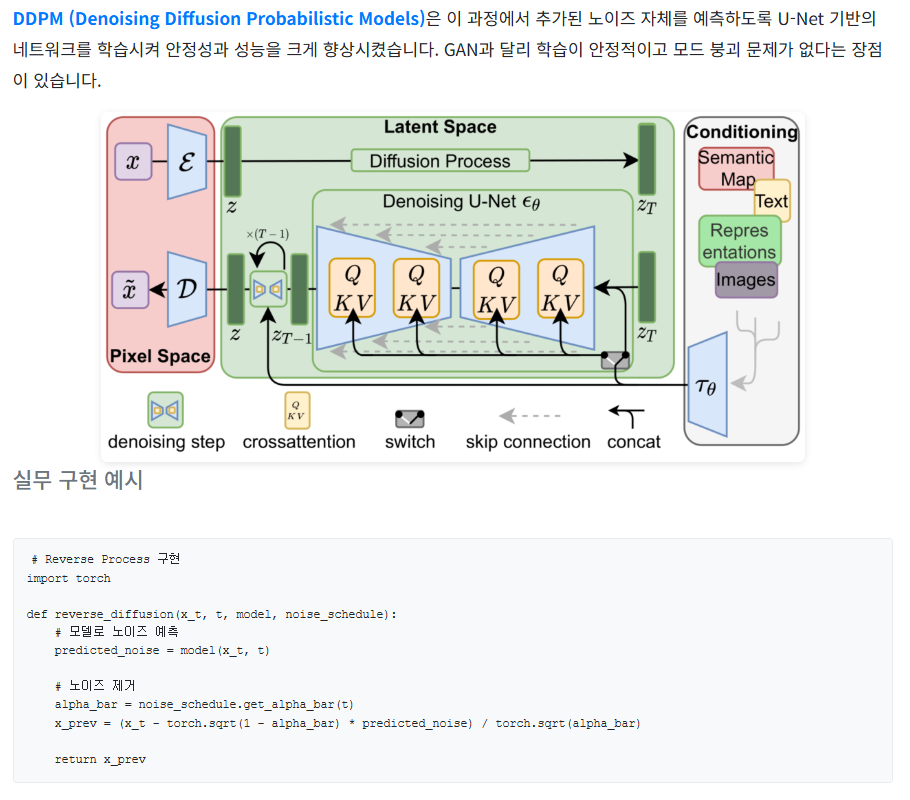 DDPM (Denoising Diffusion Probabilistic Models)은 이 과정에서 추가된 노이즈 자체를 예측하도록 U-Net 기반의
네트워크를 학습시켜 안정성과 성능을 크게 향상시켰습니다. GAN과 달리 학습이 안정적이고 모드 붕괴 문제가 없다는 장점
이 있습니다.
Latent Space
Conditioning
x
ℰ
Diffusion Process
Semantic
Map
z
Denoising U-Net ϵθ
zT
Text
Repres
entations
×(T − 1)
Images
x̃
D
Q
KV
Q
KV
Q
KV
Q
KV
z
zT−1
zT
Pixel Space
τθ
Q
KV
denoising step
crossattention
switch
skip connection
concat
실무 구현 예시
# Reverse Process 구현
import torch
def reverse_diffusion(x_t, t, model, noise_schedule):
# 모델로 노이즈 예측
predicted_noise = model(x_t, t)
# 노이즈 제거
alpha_bar = noise_schedule.get_alpha_bar(t)
x_prev = (x_t - torch.sqrt(1 - alpha_bar) * predicted_noise) / torch.sqrt(alpha_bar)
return x_prev